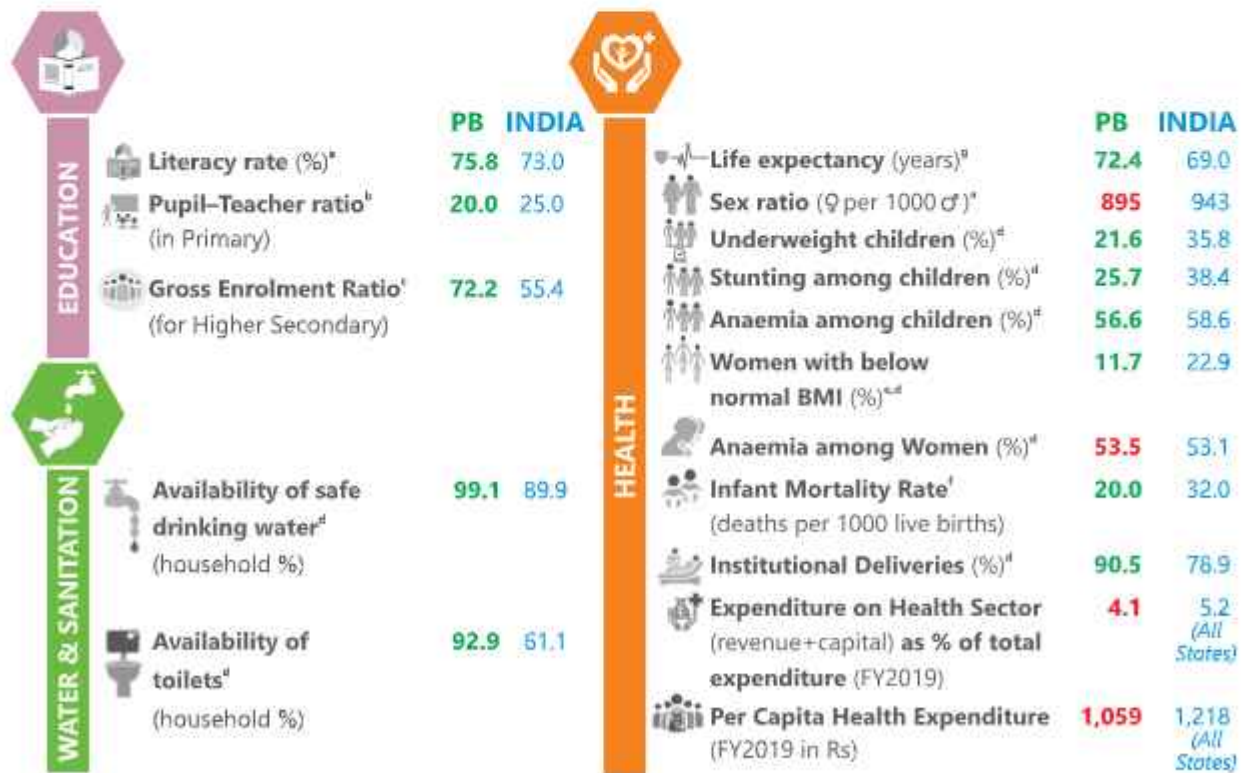 EDUCATION
PB INDIA
Literacy rate (%)ᵃ 75.8 73.0
Pupil–Teacher ratioᵇ 20.0 25.0
(in Primary)
Gross Enrolment Ratioᶜ 72.2 55.4
(for Higher Secondary)
WATER & SANITATION
Availability of safe 99.1 89.9
drinking waterᵈ
(household %)
Availability of 92.9 61.1
toiletsᵈ
(household %)
HEALTH
PB INDIA
Life expectancy (years)ᵍ 72.4 69.0
Sex ratio (♀ per 1000 ♂) 895 943
Underweight children (%)ᵈ 21.6 35.8
Stunting among children (%)ᵈ 25.7 38.4
Anaemia among children (%)ᵈ 56.6 58.6
Women with below 11.7 22.9
normal BMI (%)ᵉ,ᵈ
Anaemia among Women (%)ᵈ 53.5 53.1
Infant Mortality Rateᶠ 20.0 32.0
(deaths per 1000 live births)
Institutional Deliveries (%)ᵈ 90.5 78.9
Expenditure on Health Sector 4.1 5.2
(revenue+capital) as % of total (All
expenditure (FY2019) States)
Per Capita Health Expenditure 1,059 1,218
(FY2019 in Rs) (All
States)